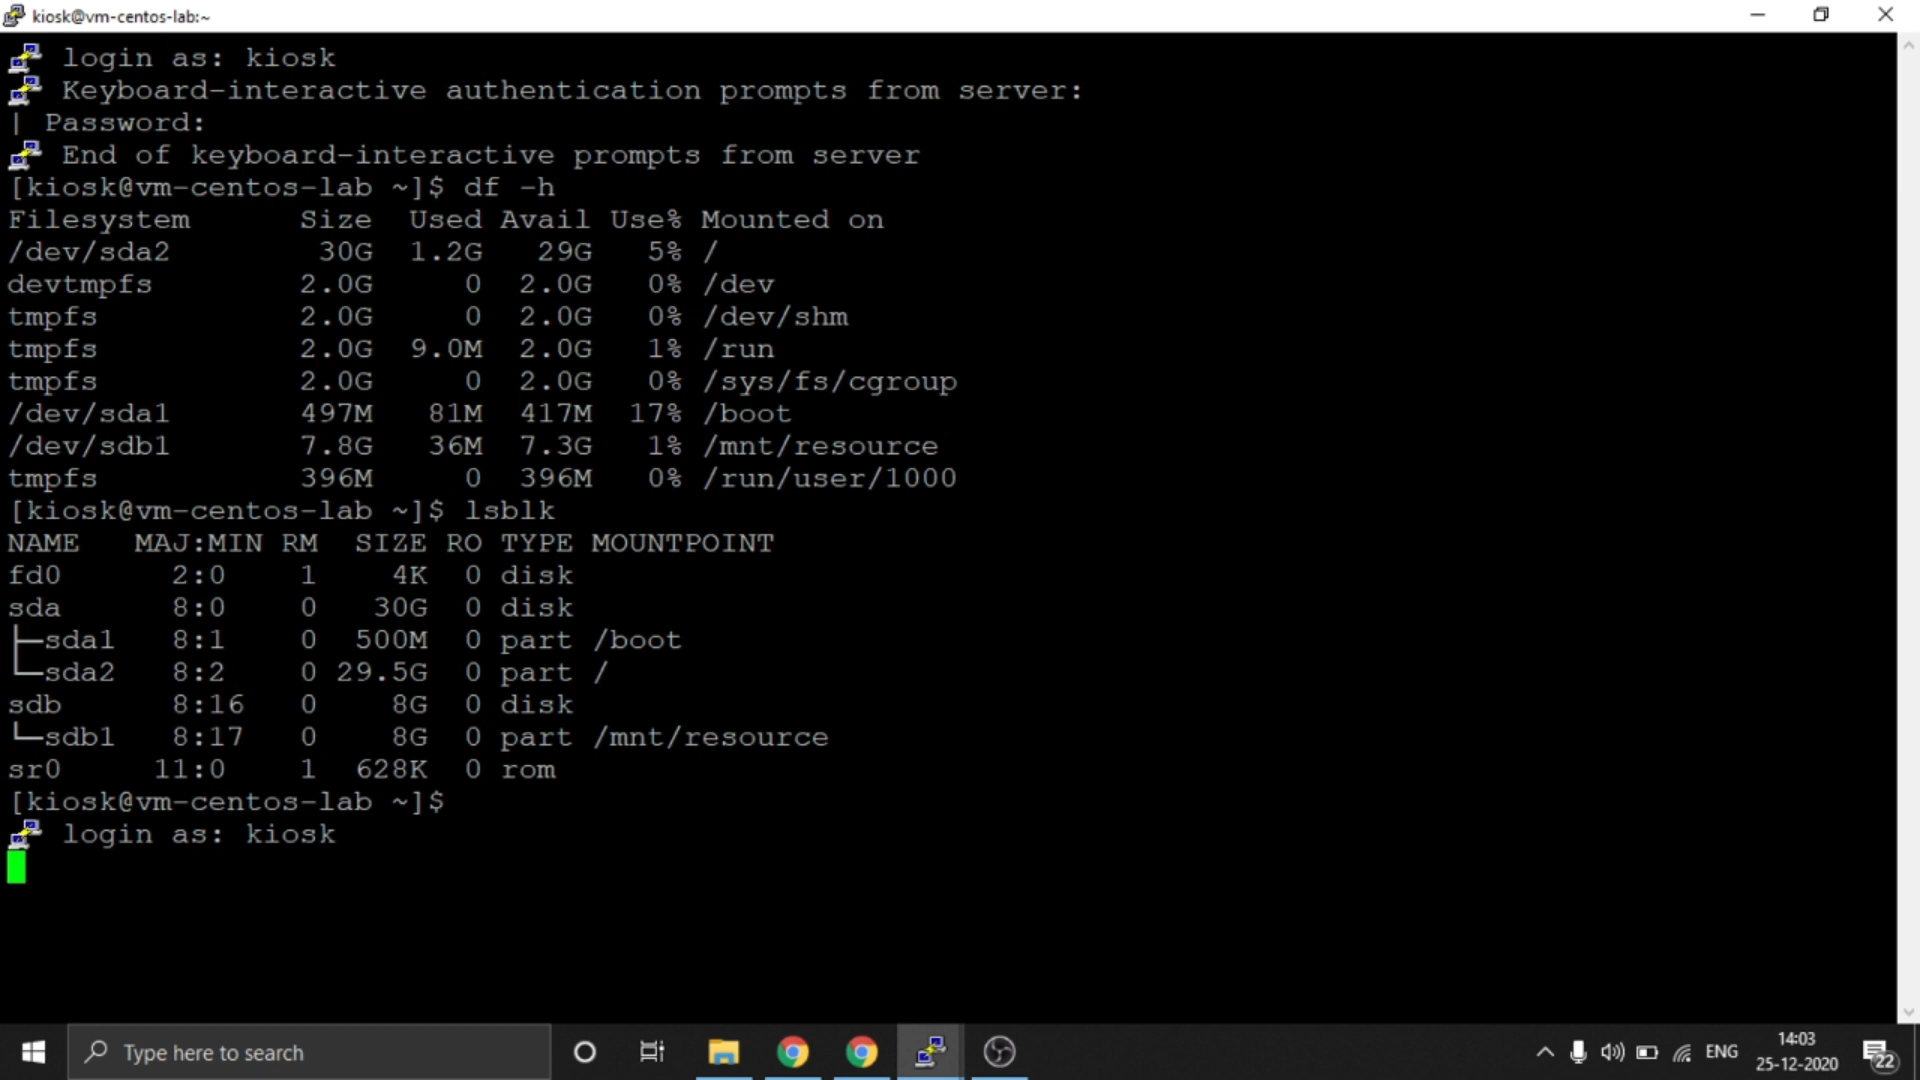 kiosk@vm-centos-lab:~
login as: kiosk
Keyboard-interactive authentication prompts from server:
| Password:
End of keyboard-interactive prompts from server
[kiosk@vm-centos-lab ~]$ df -h
Filesystem      Size  Used Avail Use% Mounted on
/dev/sda2        30G  1.2G   29G   5% /
devtmpfs        2.0G     0  2.0G   0% /dev
tmpfs           2.0G     0  2.0G   0% /dev/shm
tmpfs           2.0G  9.0M  2.0G   1% /run
tmpfs           2.0G     0  2.0G   0% /sys/fs/cgroup
/dev/sda1       497M   81M  417M  17% /boot
/dev/sdb1       7.8G   36M  7.3G   1% /mnt/resource
tmpfs           396M     0  396M   0% /run/user/1000
[kiosk@vm-centos-lab ~]$ lsblk
NAME   MAJ:MIN RM  SIZE RO TYPE MOUNTPOINT
fd0      2:0    1    4K  0 disk
sda      8:0    0   30G  0 disk
├─sda1   8:1    0  500M  0 part /boot
└─sda2   8:2    0 29.5G  0 part /
sdb      8:16   0    8G  0 disk
└─sdb1   8:17   0    8G  0 part /mnt/resource
sr0     11:0    1  628K  0 rom
[kiosk@vm-centos-lab ~]$
login as: kiosk
Type here to search
ENG
14:03
25-12-2020
22